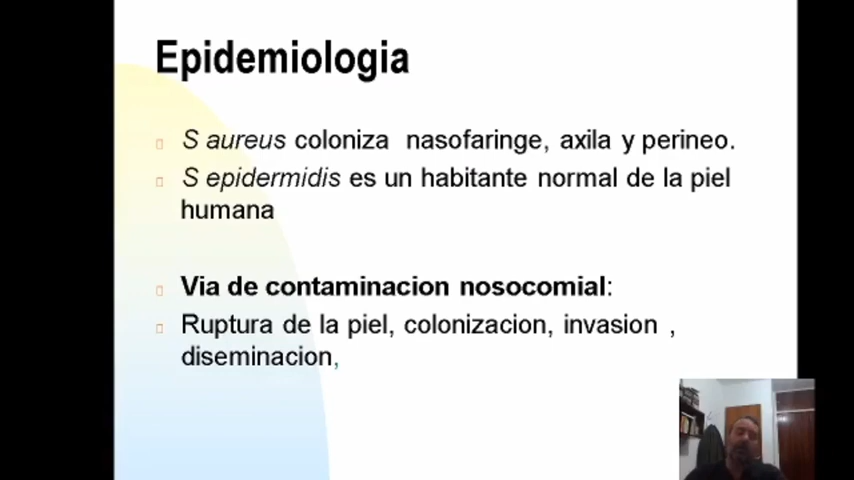 Epidemiologia
S aureus coloniza nasofaringe, axila y perineo.
S epidermidis es un habitante normal de la piel
humana
Via de contaminacion nosocomial:
Ruptura de la piel, colonizacion, invasion ,
diseminacion,